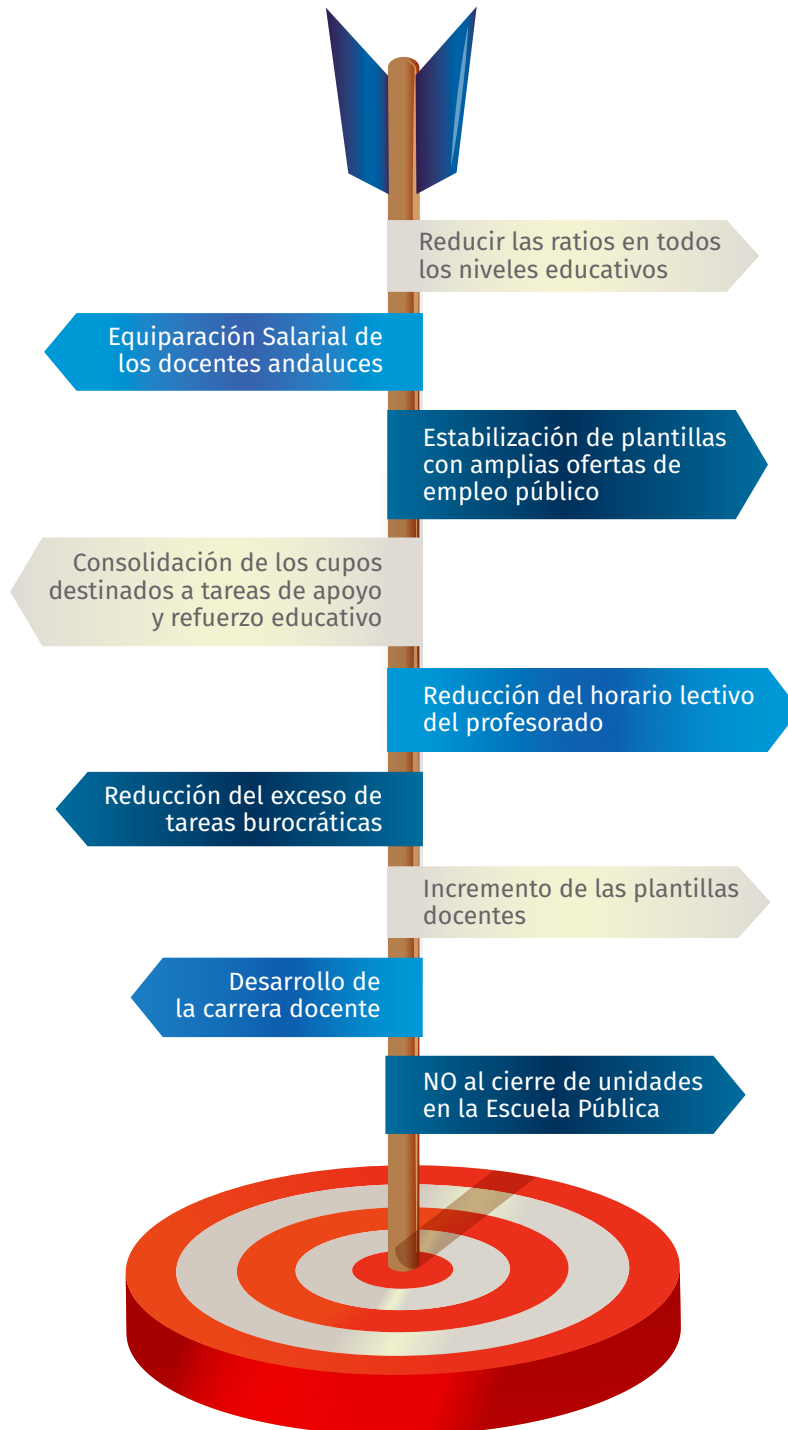 Reducir las ratios en todos
los niveles educativos
Equiparación Salarial de
los docentes andaluces
Estabilización de plantillas
con amplias ofertas de
empleo público
Consolidación de los cupos
destinados a tareas de apoyo
y refuerzo educativo
Reducción del horario lectivo
del profesorado
Reducción del exceso de
tareas burocráticas
Incremento de las plantillas
docentes
Desarrollo de
la carrera docente
NO al cierre de unidades
en la Escuela Pública